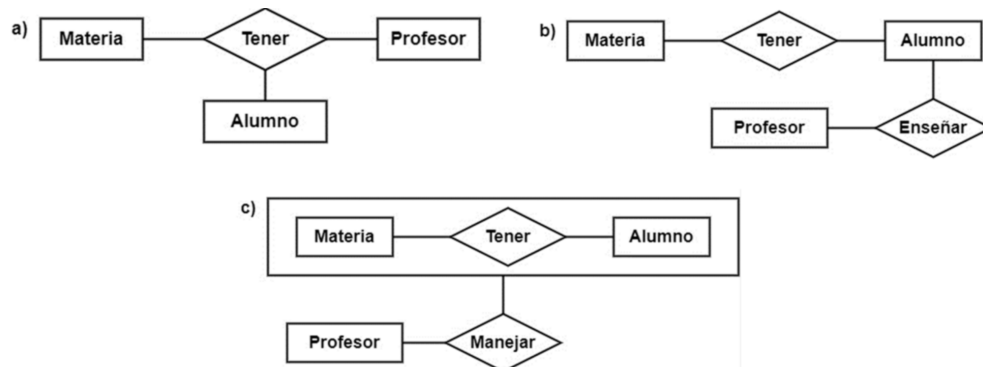 a) Materia Tener Profesor
Alumno
b) Materia Tener Alumno
Profesor Enseñar
c)
Materia Tener Alumno
Profesor Manejar